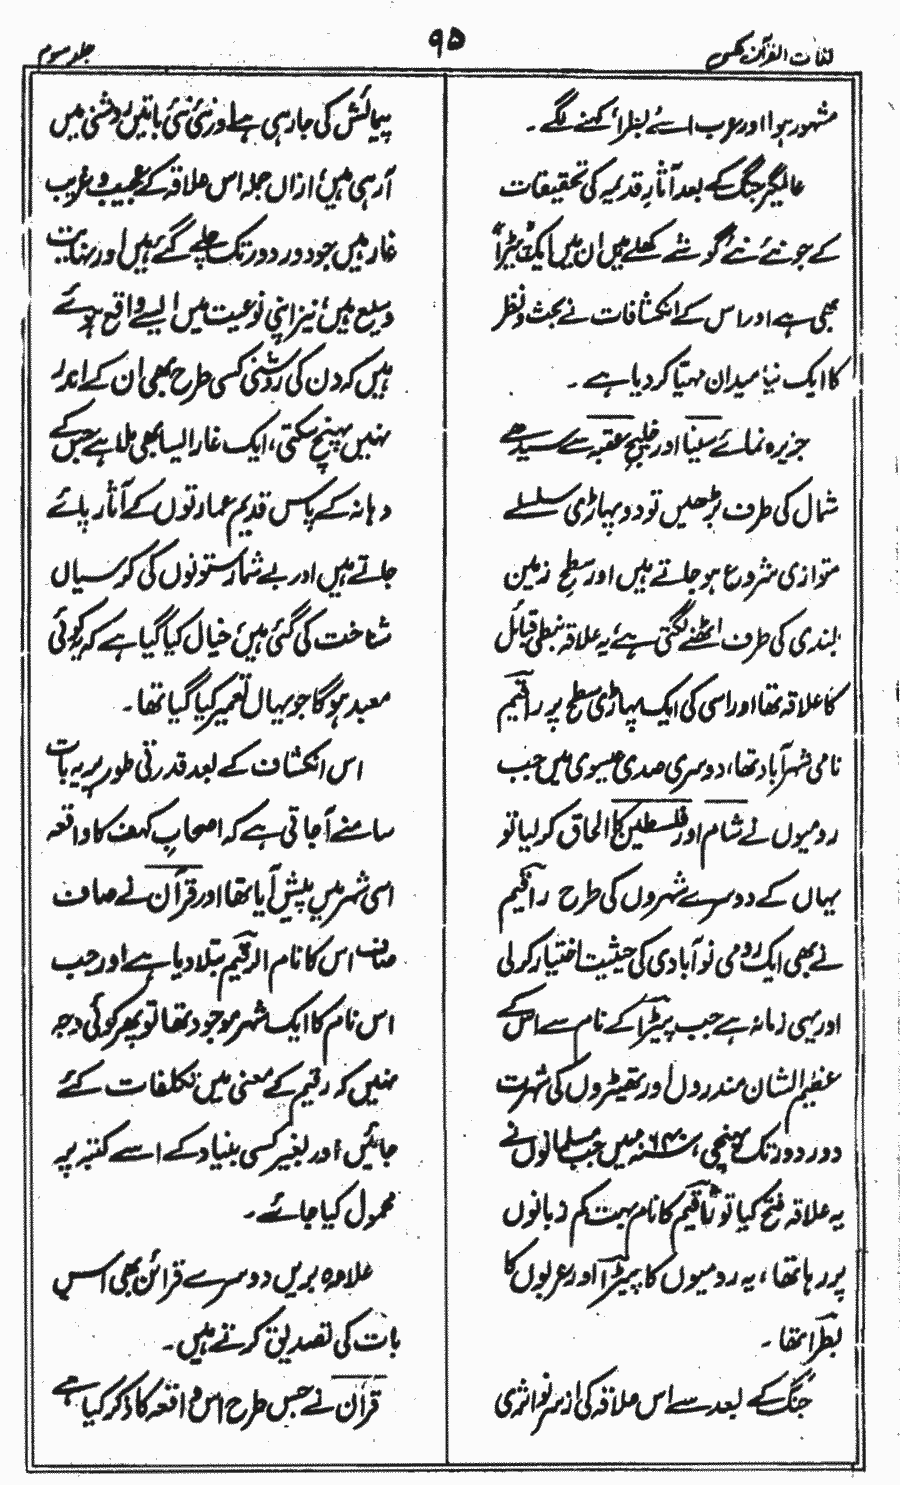 لغات القرآن مکمل
۹۵
جلد سوم
مشہور ہوا اور عرب اسے "بطرا" کہنے لگے۔
عالمگیر جنگ کے بعد آثارِ قدیمہ کی تحقیقات
کے جو نئے نئے گوشے کھلے ہیں ان میں ایک "پیٹرا"
بھی ہے اور اس کے انکشافات نے بحث و نظر
کا ایک نیا میدان مہیّا کر دیا ہے۔
جزیرہ نمائے سینا اور خلیج عقبہ سے سیدھے
شمال کی طرف بڑھیں تو دو پہاڑی سلسلے
متوازی شروع ہو جاتے ہیں اور سطح زمین
بلندی کی طرف اٹھنے لگتی ہے، یہ علاقہ نبطی قبائل
کا علاقہ تھا اور اسی کی ایک پہاڑی سطح پر راقیم
نامی شہر آباد تھا، دوسری صدی عیسوی میں جب
رومیوں نے شام اور فلسطین کا الحاق کر لیا تو
یہاں کے دوسرے شہروں کی طرح راقیم
نے بھی ایک رومی نو آبادی کی حیثیت اختیار کر لی
اور یہی زمانہ ہے جب پیٹرا کے نام سے اس کے
عظیم الشان مندروں اور تھیٹروں کی شہرت
دور دور تک پہنچی، ۶۴۰ء میں جب مسلمانوں نے
یہ علاقہ فتح کیا تو راقیم کا نام بہت کم زبانوں
پر رہا تھا، یہ رومیوں کا پیٹرا اور عربوں کا
بطرا تھا۔
جنگ کے بعد سے اس علاقہ کی از سرِ نو اثری
پیمائش کی جا رہی ہے اور نئی نئی باتیں روشنی میں
آ رہی ہیں، ازاں جملہ اس علاقہ کے عجیب و غریب
غار ہیں جو دور دور تک چلے گئے ہیں اور نہایت
وسیع ہیں، نیز اپنی نوعیت میں ایسے واقع ہوئے
ہیں کہ دن کی روشنی کسی طرح بھی ان کے اندر
نہیں پہنچ سکتی، ایک غار ایسا بھی ملا ہے جس کے
دہانہ کے پاس قدیم عمارتوں کے آثار پائے
جاتے ہیں اور بے شمار ستونوں کی کرسیاں
شناخت کی گئی ہیں، خیال کیا گیا ہے کہ یہ کوئی
معبد ہو گا جو یہاں تعمیر کیا گیا تھا۔
اس انکشاف کے بعد قدرتی طور پر یہ بات
سامنے آ جاتی ہے کہ اصحابِ کہف کا واقعہ
اسی شہر میں پیش آیا تھا اور قرآن نے صاف
صاف اس کا نام الرقیم بتلا دیا ہے اور جب
اس نام کا ایک شہر موجود تھا تو پھر کوئی وجہ
نہیں کہ رقیم کے معنی میں تکلفات کئے
جائیں اور بغیر کسی بنیاد کے اسے کتبہ پر
محمول کیا جائے۔
علاوہ بریں دوسرے قرائن بھی اس
بات کی تصدیق کرتے ہیں۔
قرآن نے جس طرح اس واقعہ کا ذکر کیا ہے